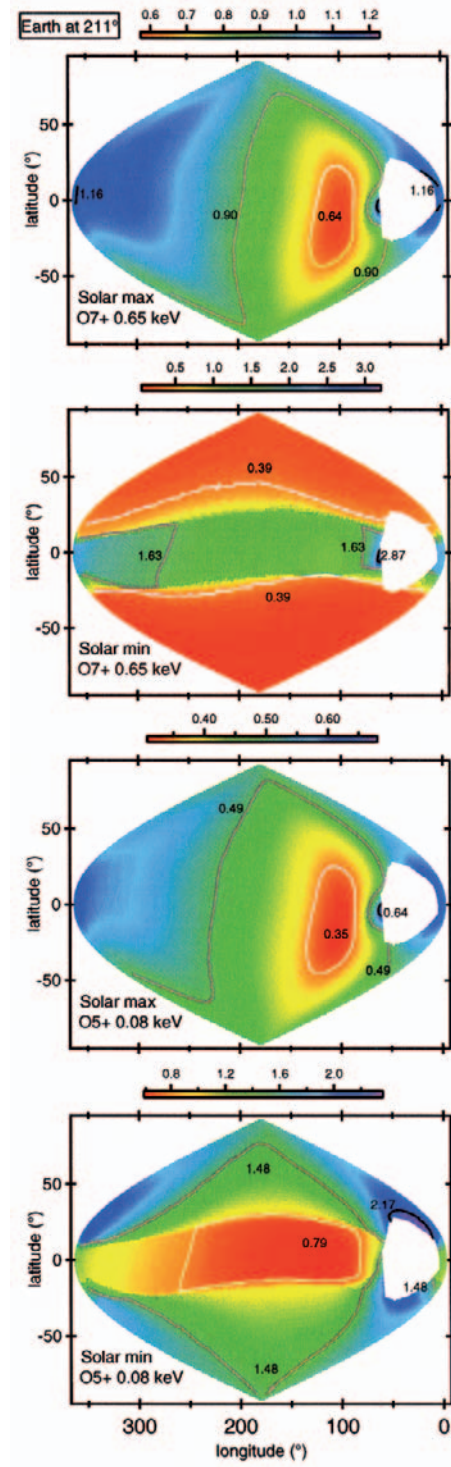 Earth at 211°
0.6 0.7 0.8 0.9 1.0 1.1 1.2
latitude (°)
50
0
-50
1.16
0.90
0.64
1.16
0.90
Solar max
O7+ 0.65 keV
0.5 1.0 1.5 2.0 2.5 3.0
latitude (°)
50
0
-50
0.39
1.63
1.63
2.87
0.39
Solar min
O7+ 0.65 keV
0.40 0.50 0.60
latitude (°)
50
0
-50
0.49
0.64
0.35
0.49
Solar max
O5+ 0.08 keV
0.8 1.2 1.6 2.0
latitude (°)
50
0
-50
1.48
2.17
0.79
1.48
1.48
Solar min
O5+ 0.08 keV
300 200 100 0
longitude (°)